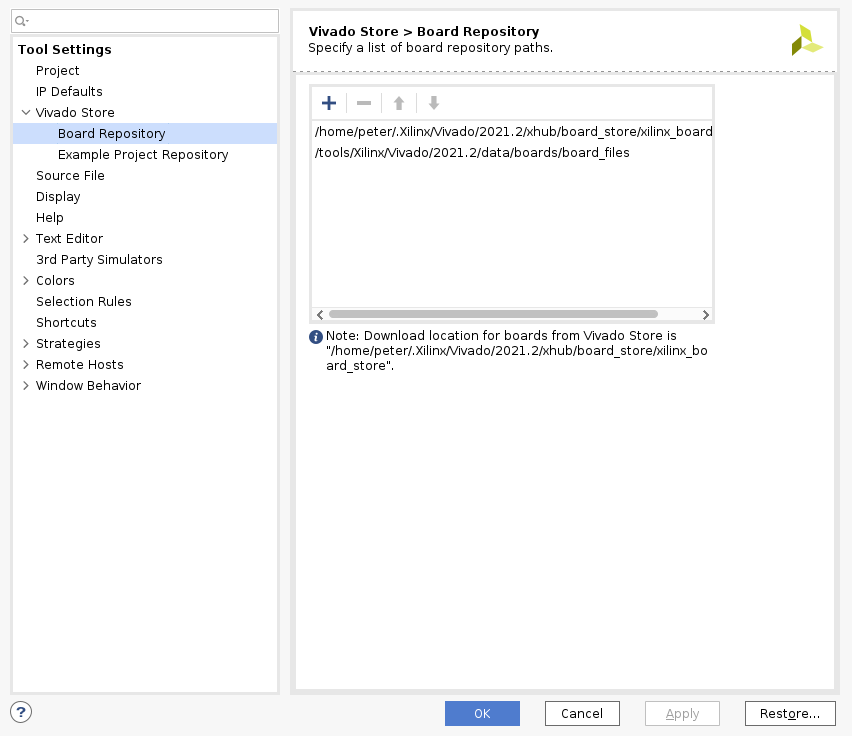 Tool Settings
Project
IP Defaults
Vivado Store
Board Repository
Example Project Repository
Source File
Display
Help
Text Editor
3rd Party Simulators
Colors
Selection Rules
Shortcuts
Strategies
Remote Hosts
Window Behavior
Vivado Store > Board Repository
Specify a list of board repository paths.
/home/peter/.Xilinx/Vivado/2021.2/xhub/board_store/xilinx_board
/tools/Xilinx/Vivado/2021.2/data/boards/board_files
Note: Download location for boards from Vivado Store is
"/home/peter/.Xilinx/Vivado/2021.2/xhub/board_store/xilinx_bo
ard_store".
?
OK
Cancel
Apply
Restore...